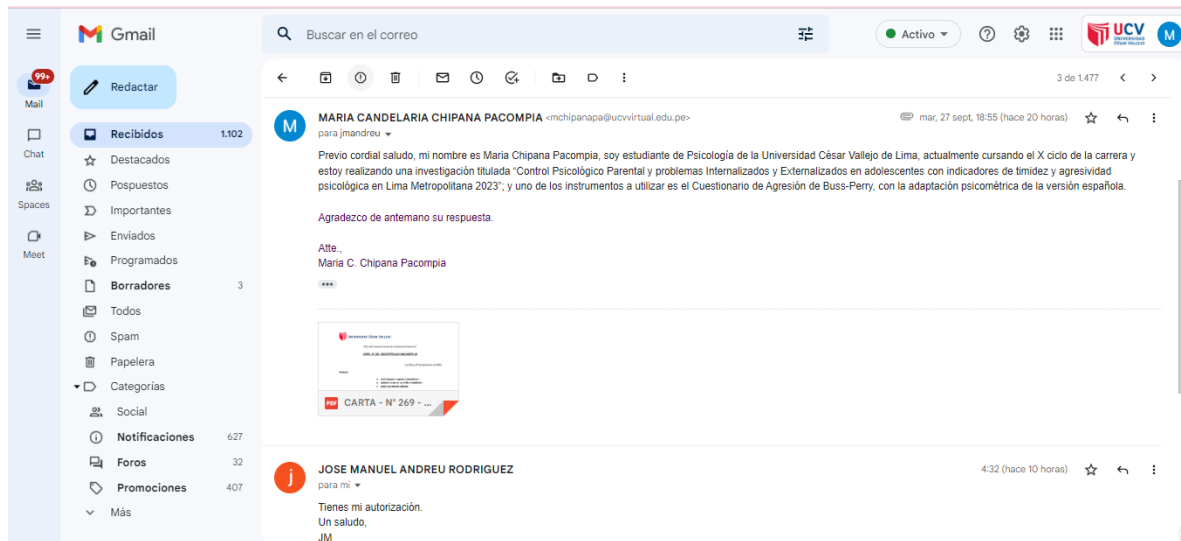 Gmail
Buscar en el correo
Activo
UCV
UNIVERSIDAD
CÉSAR VALLEJO
M
99+
Mail
Chat
Spaces
Meet
Redactar
Recibidos 1.102
Destacados
Pospuestos
Importantes
Enviados
Programados
Borradores 3
Todos
Spam
Papelera
Categorías
Social
Notificaciones 627
Foros 32
Promociones 407
Más
3 de 1.477
M
MARIA CANDELARIA CHIPANA PACOMPIA <mchipanapa@ucvvirtual.edu.pe> mar, 27 sept, 18:55 (hace 20 horas)
para jmandreu
Previo cordial saludo, mi nombre es Maria Chipana Pacompia, soy estudiante de Psicología de la Universidad César Vallejo de Lima, actualmente cursando el X ciclo de la carrera y
estoy realizando una investigación titulada “Control Psicológico Parental y problemas Internalizados y Externalizados en adolescentes con indicadores de timidez y agresividad
psicológica en Lima Metropolitana 2023”; y uno de los instrumentos a utilizar es el Cuestionario de Agresión de Buss-Perry, con la adaptación psicométrica de la versión española.
Agradezco de antemano su respuesta.
Atte.,
Maria C. Chipana Pacompia
UNIVERSIDAD CÉSAR VALLEJO
PDF CARTA - N° 269 - ...
j
JOSE MANUEL ANDREU RODRIGUEZ 4:32 (hace 10 horas)
para mí
Tienes mi autorización.
Un saludo,
JM